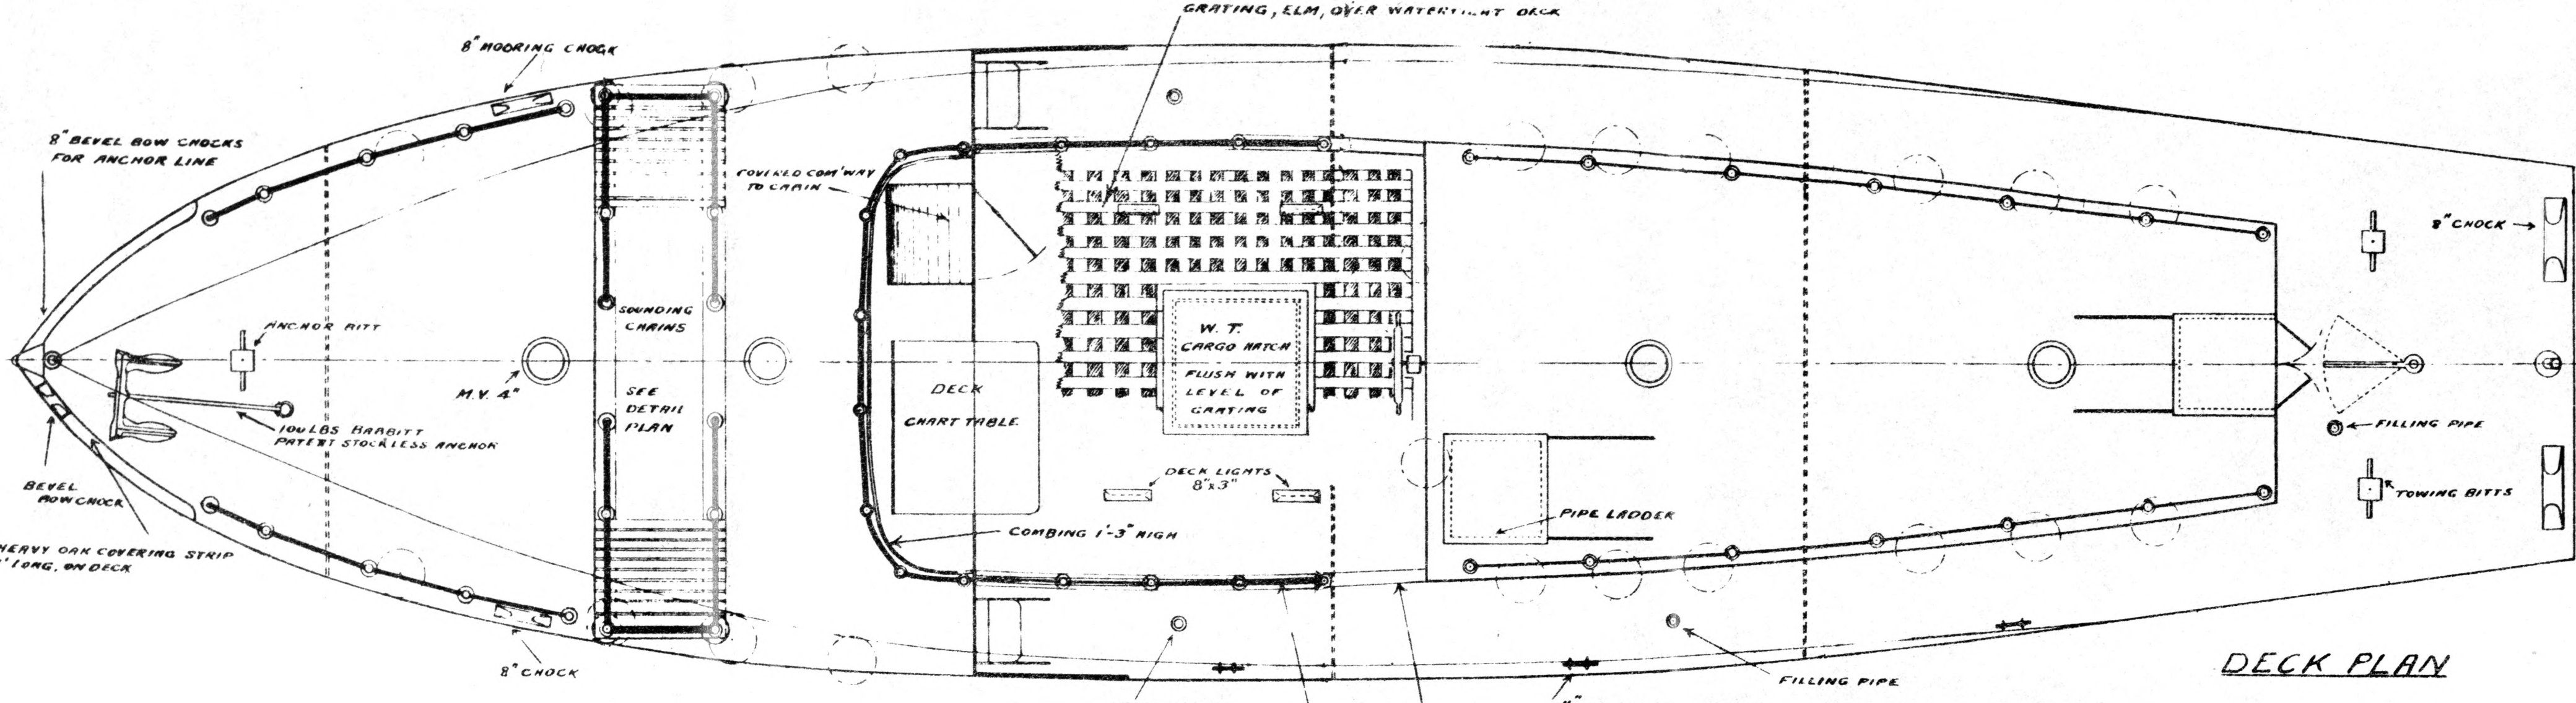 GRATING, ELM, OVER WATERTIGHT DECK
8" MOORING CHOCK
8" BEVEL BOW CHOCKS
FOR ANCHOR LINE
COVERED COM'WAY
TO CABIN
8" CHOCK
SOUNDING
CHAINS
ANCHOR BITT
W. T.
CARGO HATCH
FLUSH WITH
LEVEL OF
GRATING
M.V. 4"
SEE
DETAIL
PLAN
DECK
CHART TABLE
100 LBS BABBITT
PATENT STOCKLESS ANCHOR
FILLING PIPE
BEVEL
BOW CHOCK
DECK LIGHTS
8"x3"
TOWING BITTS
PIPE LADDER
COMBING 1'-3" HIGH
HEAVY OAK COVERING STRIP
' LONG, ON DECK
8" CHOCK
FILLING PIPE
DECK PLAN